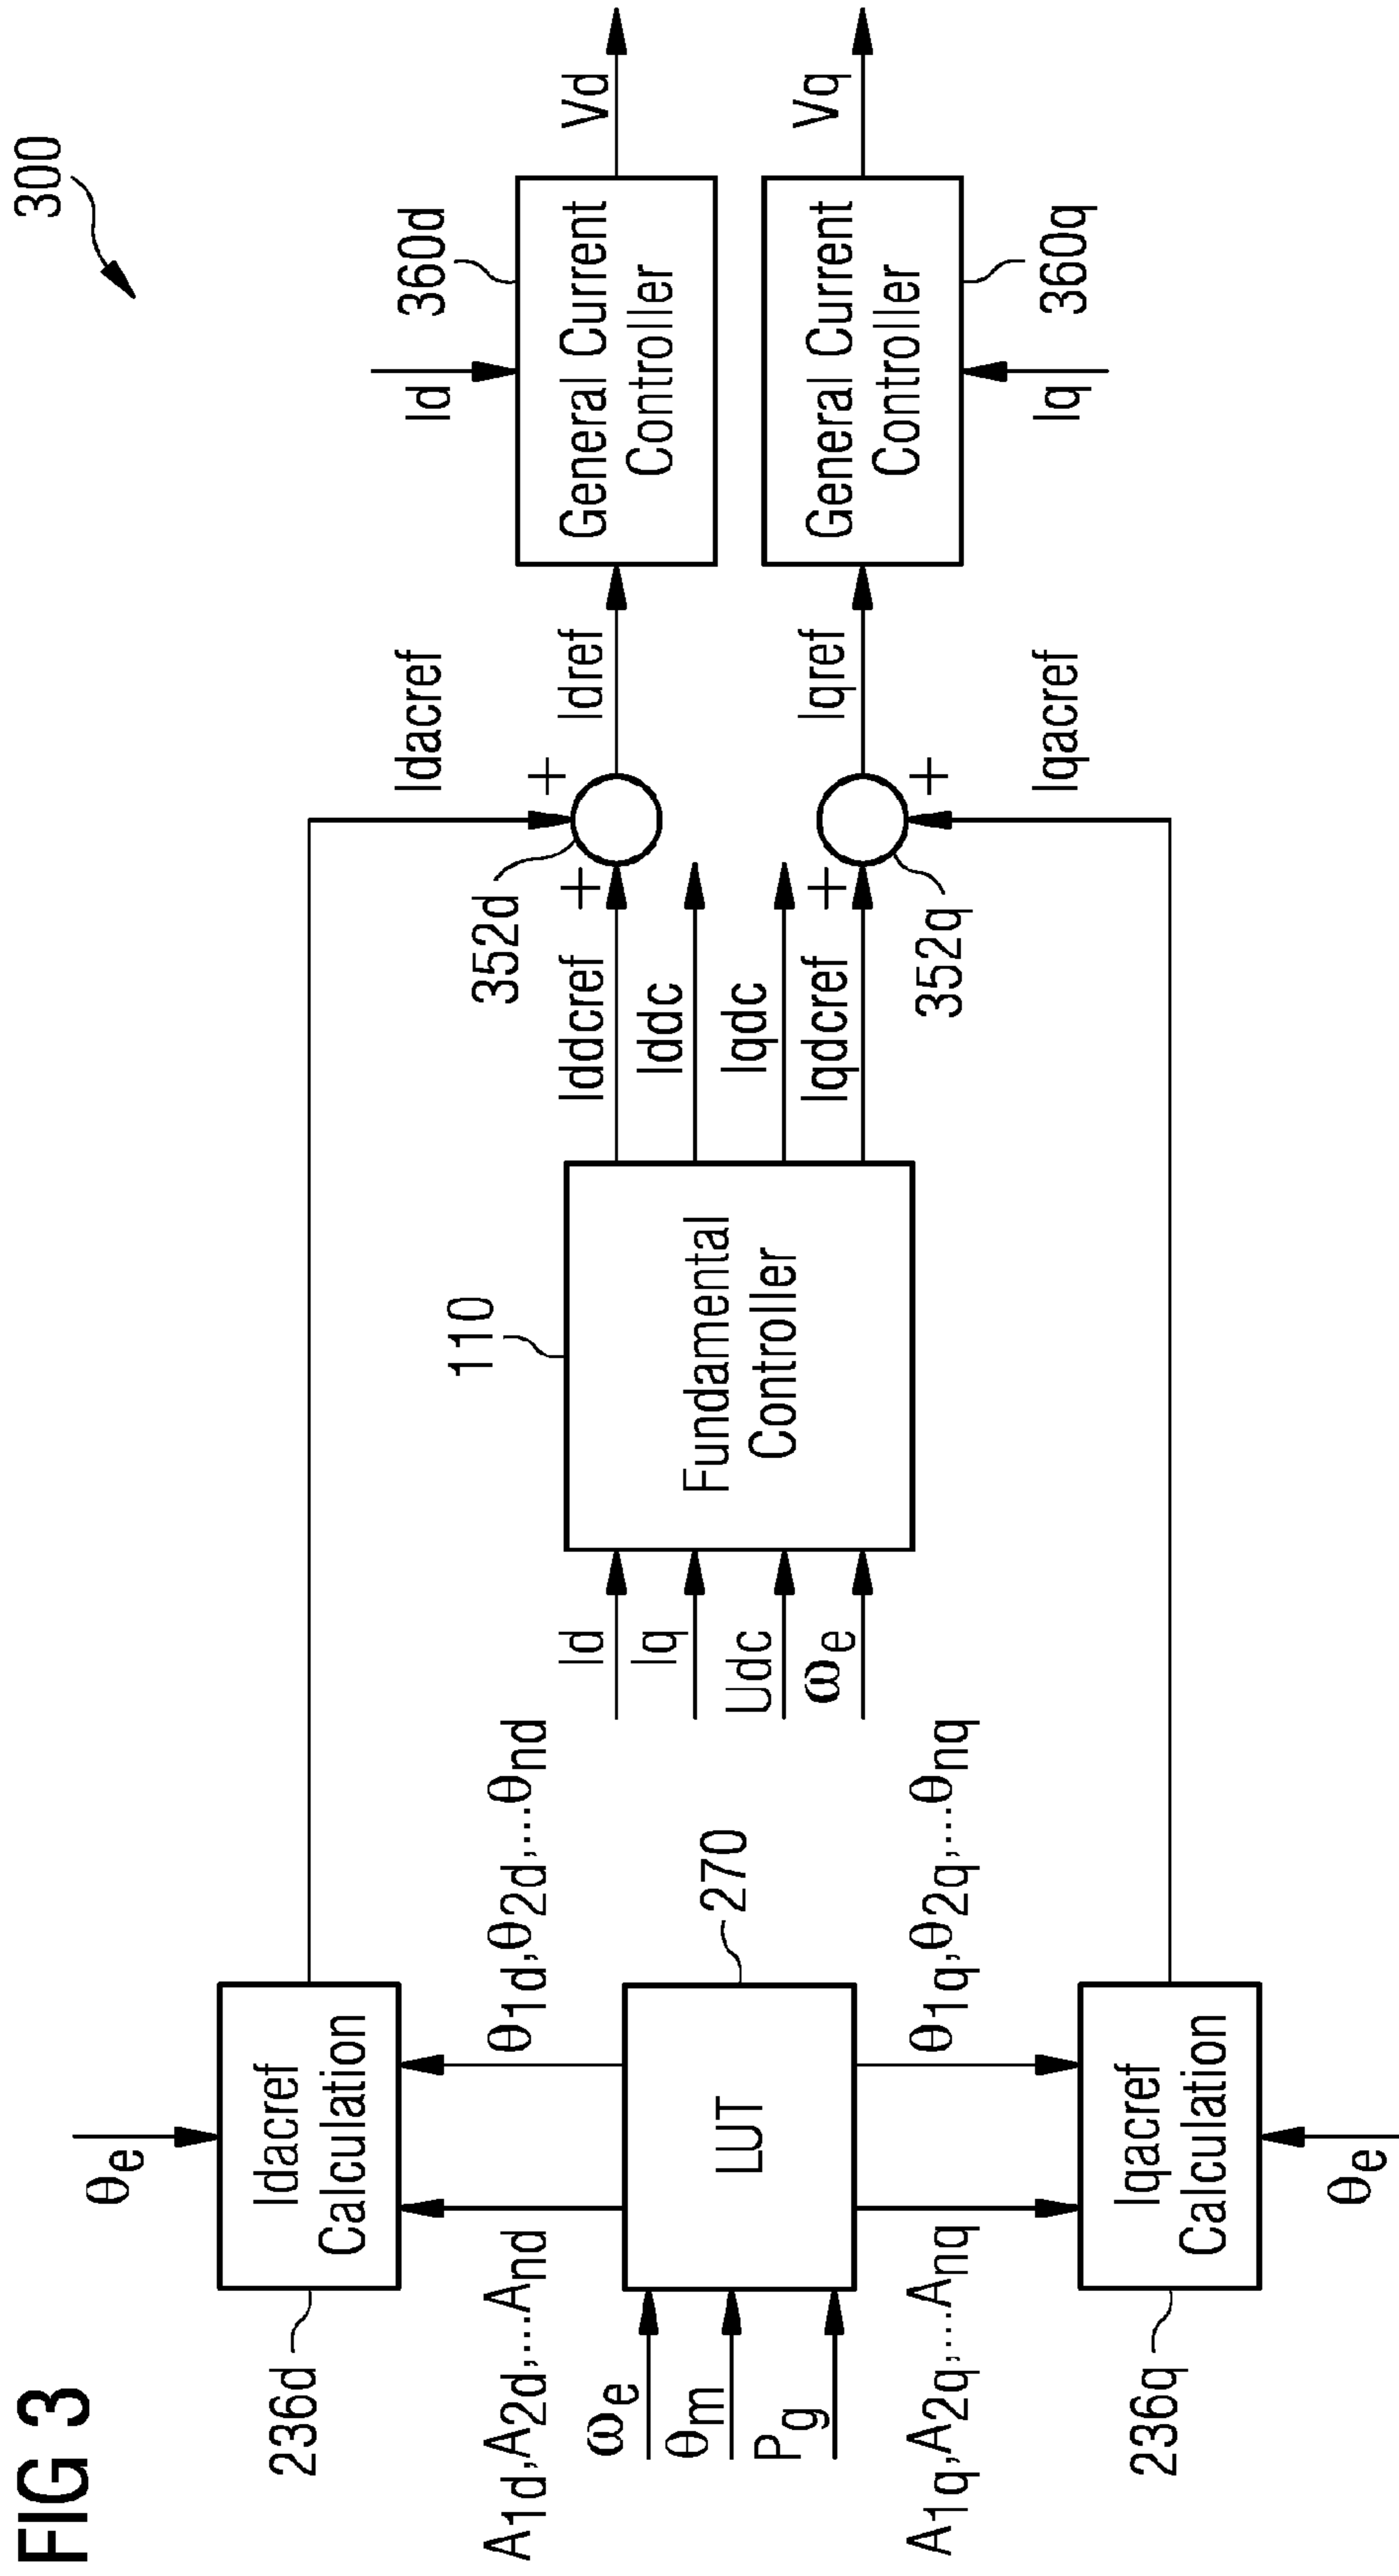 FIG 3
300
θe
Idacref
Calculation
236d
Idacref
A1d,A2d,...And
θ1d,θ2d,...θnd
ωe
θm
Pg
LUT
270
A1q,A2q,...Anq
θ1q,θ2q,...θnq
Iqacref
Calculation
236q
θe
Id
Iq
Udc
ωe
110
Fundamental
Controller
Iddcref
Iddc
Iqdc
Iqdcref
352d
+
+
Idref
352q
+
+
Iqref
Iqacref
Id
360d
General Current
Controller
Vd
General Current
Controller
360q
Iq
Vq